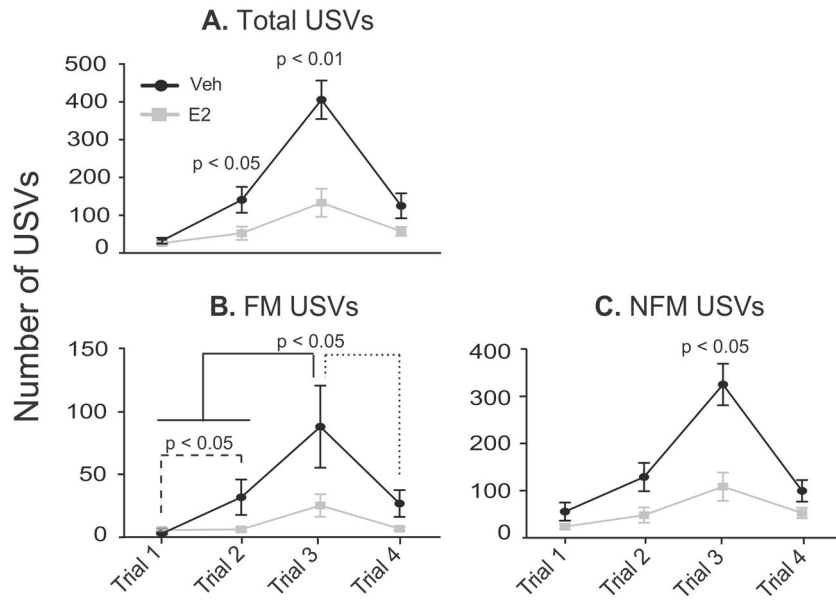 A. Total USVs
500
400
300
200
100
0
Veh
E2
p < 0.01
p < 0.05
Number of USVs
B. FM USVs
150
100
50
0
p < 0.05
p < 0.05
Trial 1
Trial 2
Trial 3
Trial 4
C. NFM USVs
400
300
200
100
0
p < 0.05
Trial 1
Trial 2
Trial 3
Trial 4